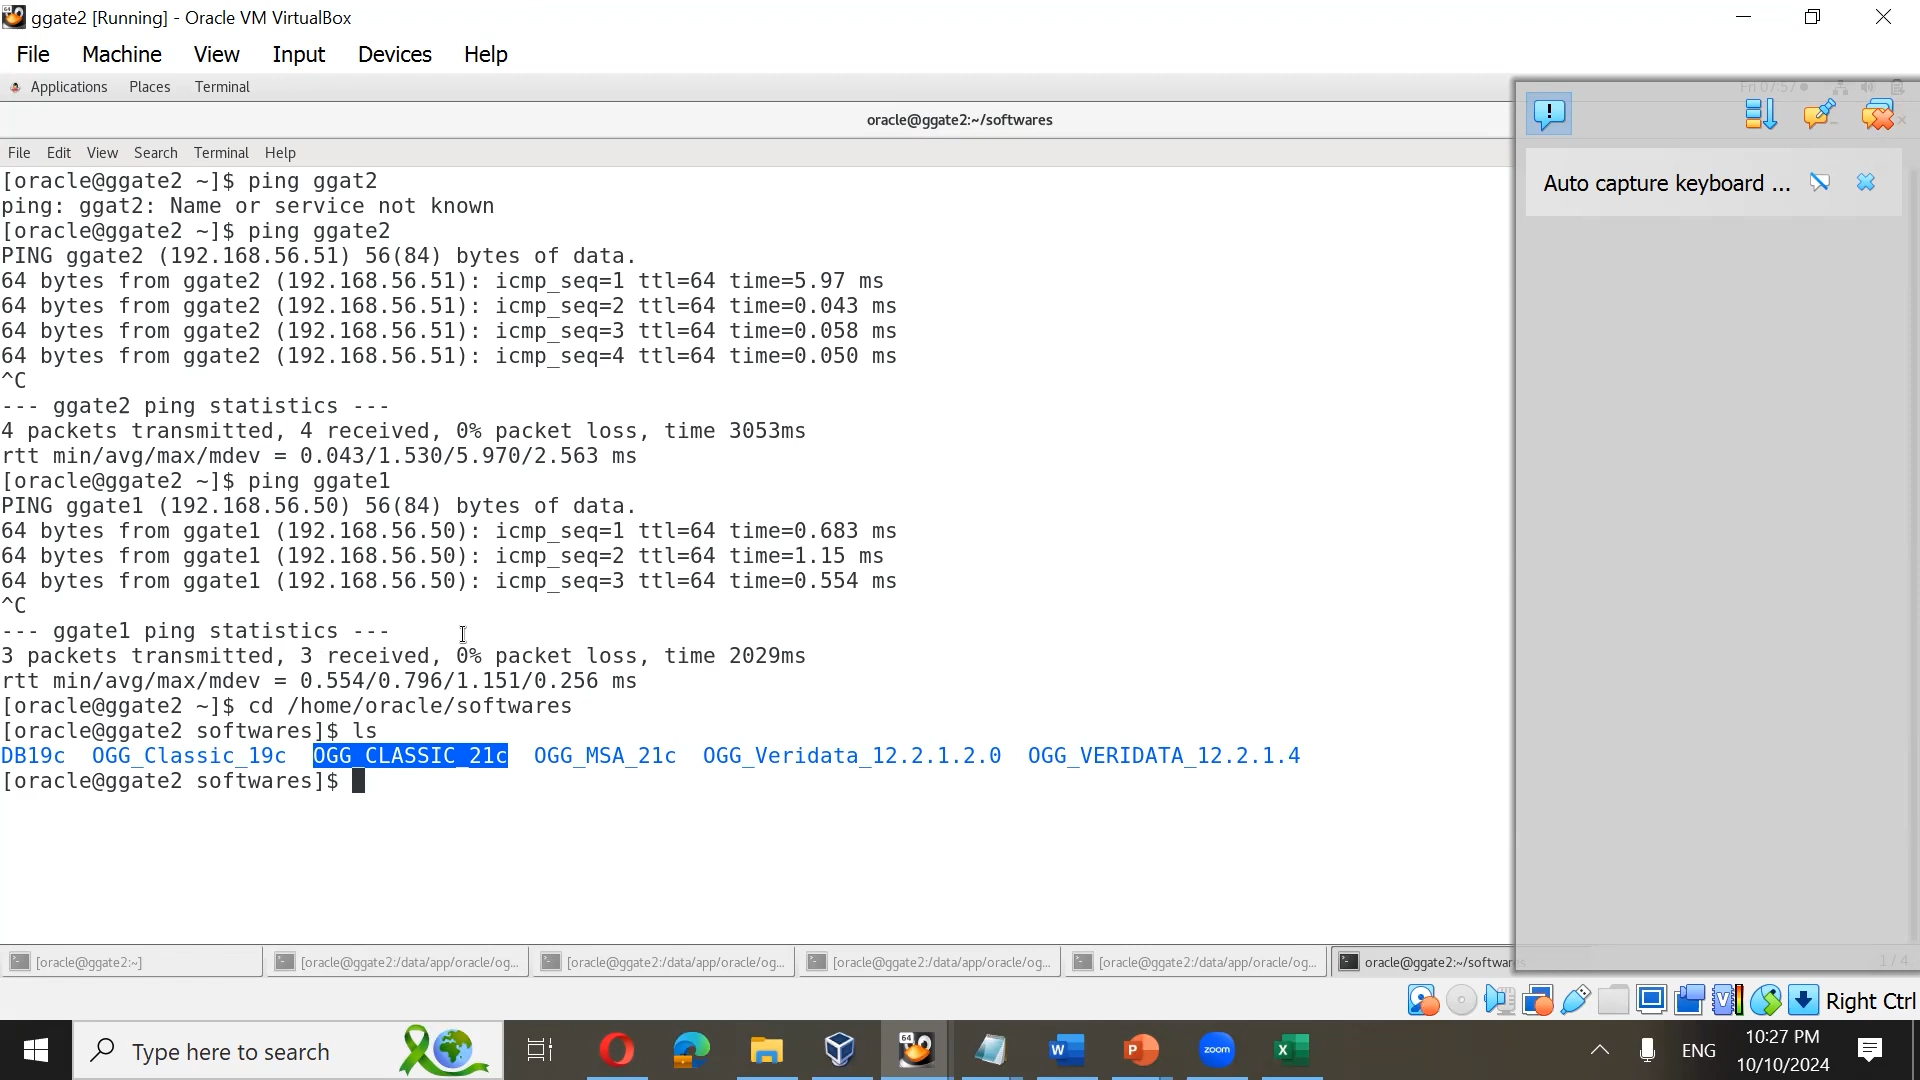 ggate2 [Running] - Oracle VM VirtualBox
File Machine View Input Devices Help
Applications Places Terminal
Fri 07:57
oracle@ggate2:~/softwares
File Edit View Search Terminal Help
Auto capture keyboard ...
[oracle@ggate2 ~]$ ping ggat2
ping: ggat2: Name or service not known
[oracle@ggate2 ~]$ ping ggate2
PING ggate2 (192.168.56.51) 56(84) bytes of data.
64 bytes from ggate2 (192.168.56.51): icmp_seq=1 ttl=64 time=5.97 ms
64 bytes from ggate2 (192.168.56.51): icmp_seq=2 ttl=64 time=0.043 ms
64 bytes from ggate2 (192.168.56.51): icmp_seq=3 ttl=64 time=0.058 ms
64 bytes from ggate2 (192.168.56.51): icmp_seq=4 ttl=64 time=0.050 ms
^C
--- ggate2 ping statistics ---
4 packets transmitted, 4 received, 0% packet loss, time 3053ms
rtt min/avg/max/mdev = 0.043/1.530/5.970/2.563 ms
[oracle@ggate2 ~]$ ping ggate1
PING ggate1 (192.168.56.50) 56(84) bytes of data.
64 bytes from ggate1 (192.168.56.50): icmp_seq=1 ttl=64 time=0.683 ms
64 bytes from ggate1 (192.168.56.50): icmp_seq=2 ttl=64 time=1.15 ms
64 bytes from ggate1 (192.168.56.50): icmp_seq=3 ttl=64 time=0.554 ms
^C
--- ggate1 ping statistics ---
3 packets transmitted, 3 received, 0% packet loss, time 2029ms
rtt min/avg/max/mdev = 0.554/0.796/1.151/0.256 ms
[oracle@ggate2 ~]$ cd /home/oracle/softwares
[oracle@ggate2 softwares]$ ls
DB19c OGG_Classic_19c OGG_CLASSIC_21c OGG_MSA_21c OGG_Veridata_12.2.1.2.0 OGG_VERIDATA_12.2.1.4
[oracle@ggate2 softwares]$
[oracle@ggate2:~] [oracle@ggate2:/data/app/oracle/og... [oracle@ggate2:/data/app/oracle/og... [oracle@ggate2:/data/app/oracle/og... [oracle@ggate2:/data/app/oracle/og... oracle@ggate2:~/softwares 1 / 4
Right Ctrl
Type here to search
64
W
P
zoom
X
ENG
10:27 PM
10/10/2024